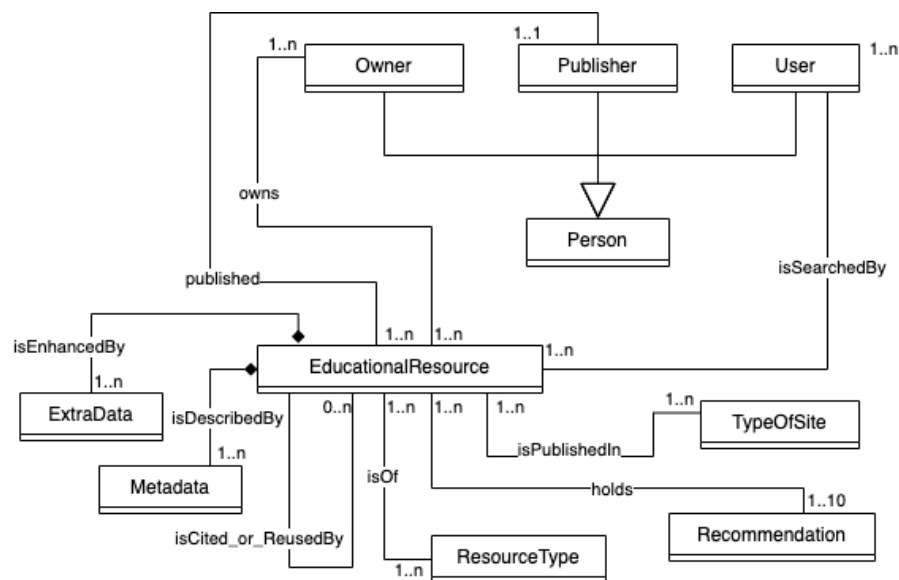 1..n
Owner
1..1
Publisher
User
1..n
owns
Person
isSearchedBy
published
1..n
1..n
isEnhancedBy
1..n
EducationalResource
1..n
ExtraData
isDescribedBy
0..n
1..n
1..n
1..n
1..n
TypeOfSite
isPublishedIn
1..n
Metadata
isOf
holds
1..10
isCited_or_ReusedBy
Recommendation
1..n
ResourceType